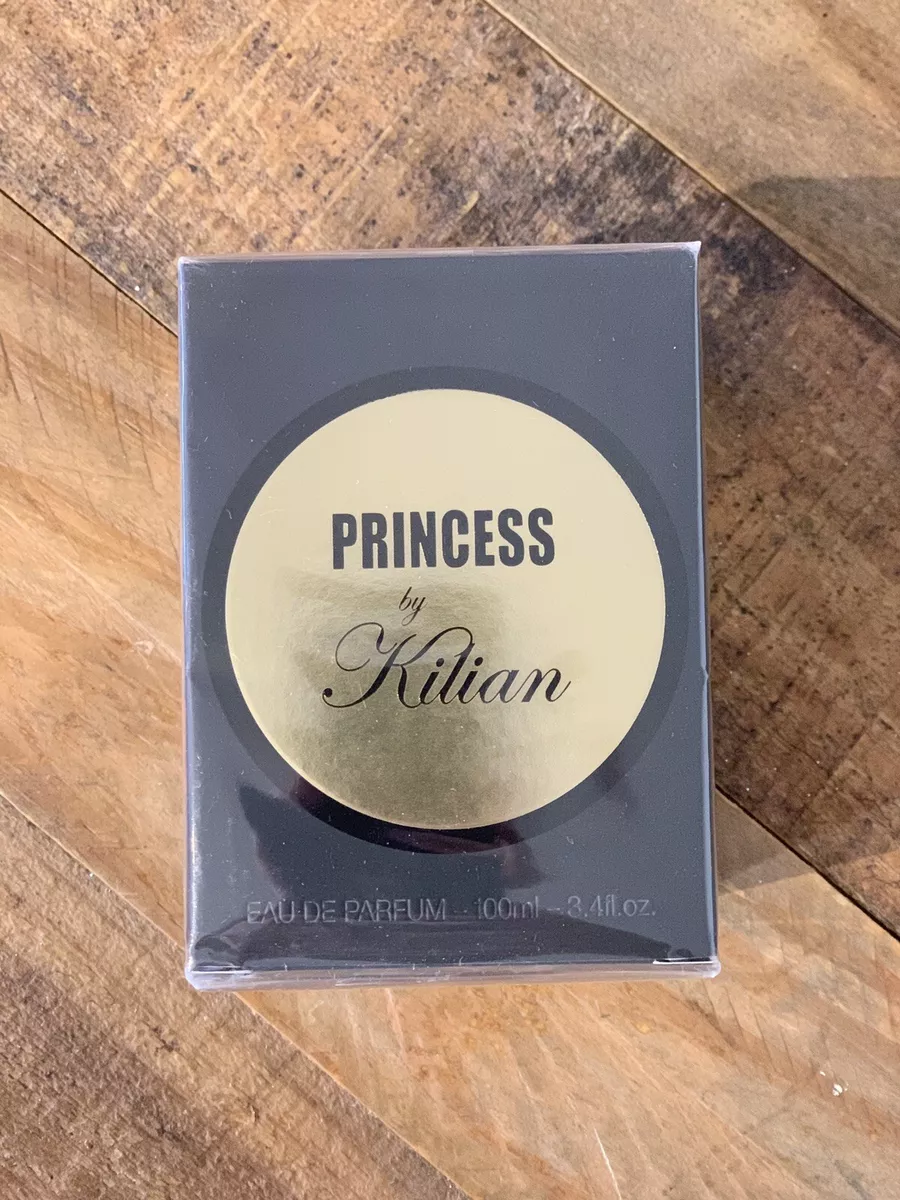 PRINCESS
by
Kilian
EAU DE PARFUM – 100ml – 3.4fl.oz.